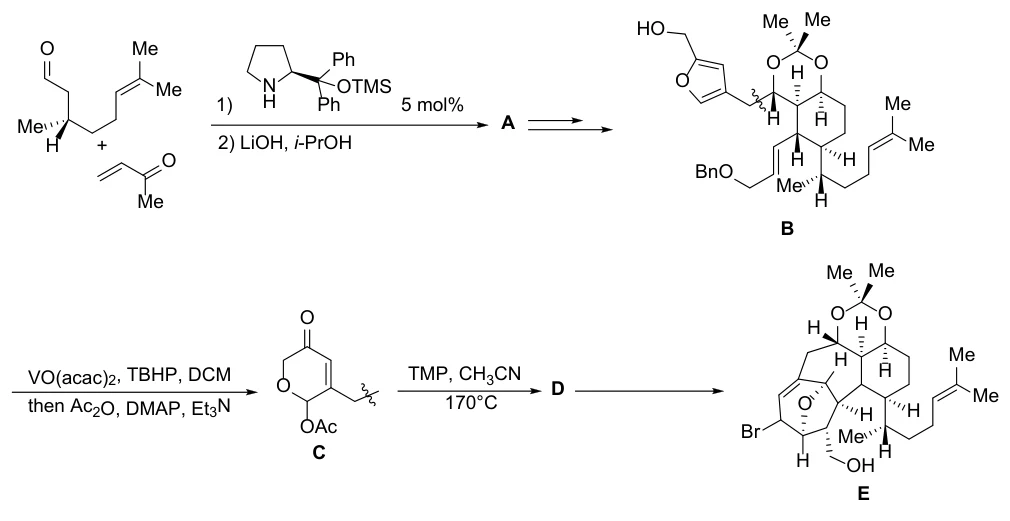 O
Me
Me
Me
H
+
O
Me
1)
N
H
Ph
OTMS
Ph
5 mol%
2) LiOH, i-PrOH
A
HO
O
Me Me
O O
H
H
H
H
H
BnO
Me
H
Me
Me
B
VO(acac)2, TBHP, DCM
then Ac2O, DMAP, Et3N
O
O
OAc
C
TMP, CH3CN
170°C
D
Me Me
O O
H
H
H
H
O
H
H
Br
H
Me
H
OH
Me
Me
E